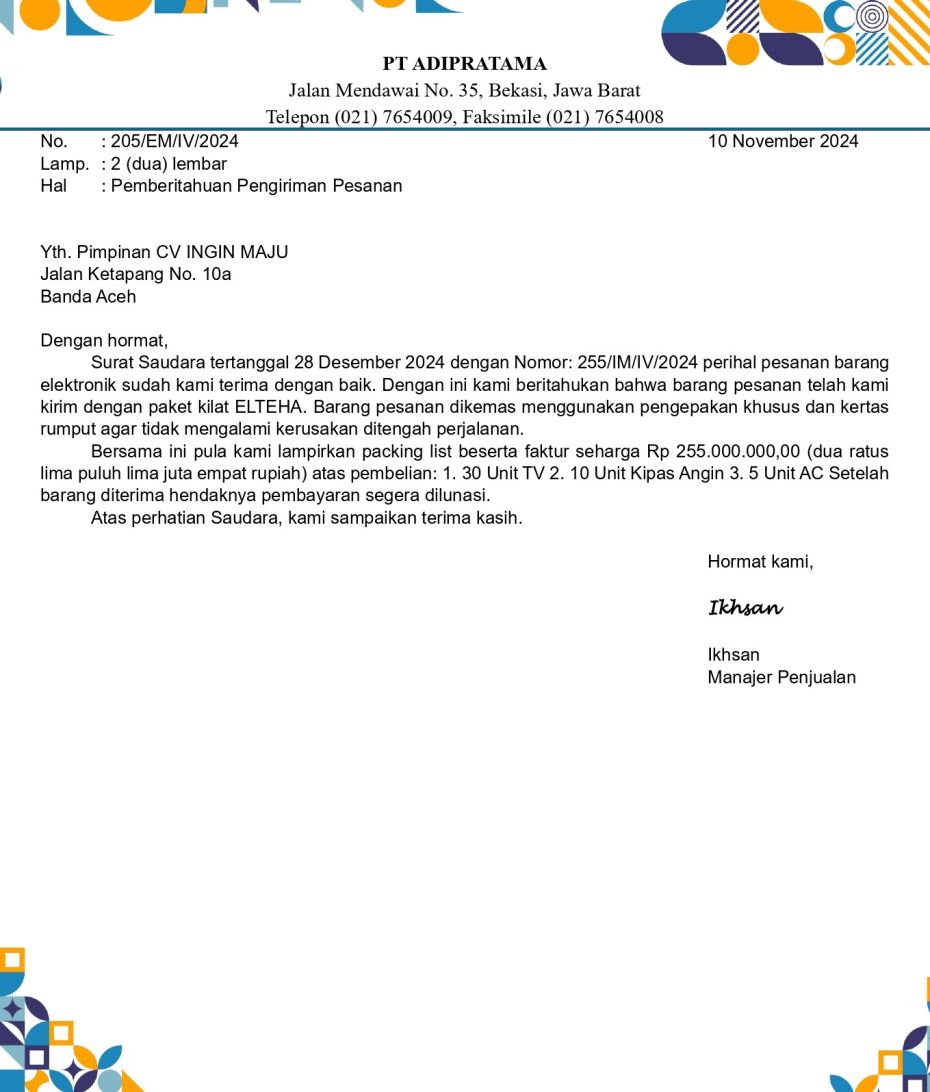 PT ADIPRATAMA
Jalan Mendawai No. 35, Bekasi, Jawa Barat
Telepon (021) 7654009, Faksimile (021) 7654008
No. : 205/EM/IV/2024 10 November 2024
Lamp. : 2 (dua) lembar
Hal : Pemberitahuan Pengiriman Pesanan
Yth. Pimpinan CV INGIN MAJU
Jalan Ketapang No. 10a
Banda Aceh
Dengan hormat,
Surat Saudara tertanggal 28 Desember 2024 dengan Nomor: 255/IM/IV/2024 perihal pesanan barang
elektronik sudah kami terima dengan baik. Dengan ini kami beritahukan bahwa barang pesanan telah kami
kirim dengan paket kilat ELTEHA. Barang pesanan dikemas menggunakan pengepakan khusus dan kertas
rumput agar tidak mengalami kerusakan ditengah perjalanan.
Bersama ini pula kami lampirkan packing list beserta faktur seharga Rp 255.000.000,00 (dua ratus
lima puluh lima juta empat rupiah) atas pembelian: 1. 30 Unit TV 2. 10 Unit Kipas Angin 3. 5 Unit AC Setelah
barang diterima hendaknya pembayaran segera dilunasi.
Atas perhatian Saudara, kami sampaikan terima kasih.
Hormat kami,
Ikhsan
Ikhsan
Manajer Penjualan